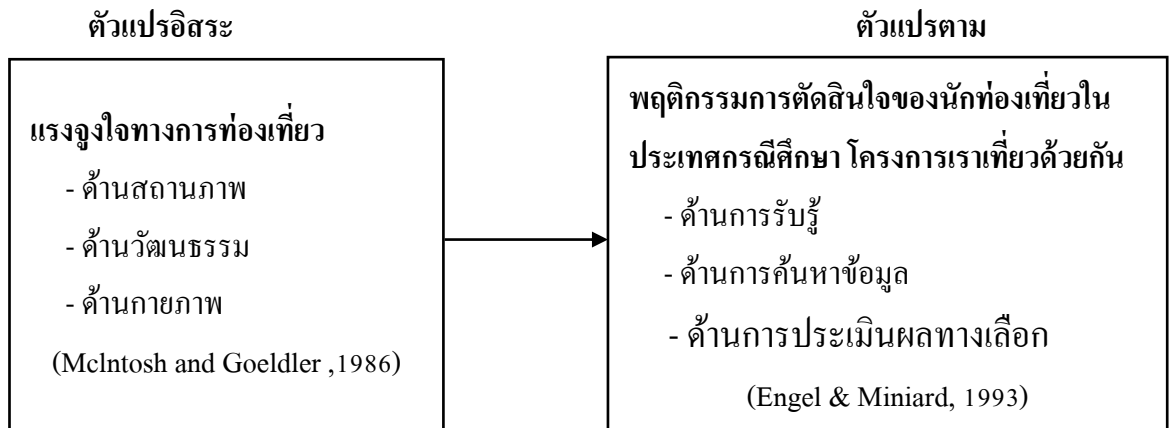 ตัวแปรอิสระ
แรงจูงใจทางการท่องเที่ยว
- ด้านสถานภาพ
- ด้านวัฒนธรรม
- ด้านกายภาพ
(Mclntosh and Goeldler ,1986)
ตัวแปรตาม
พฤติกรรมการตัดสินใจของนักท่องเที่ยวใน
ประเทศกรณีศึกษา โครงการเราเที่ยวด้วยกัน
- ด้านการรับรู้
- ด้านการค้นหาข้อมูล
- ด้านการประเมินผลทางเลือก
(Engel & Miniard, 1993)